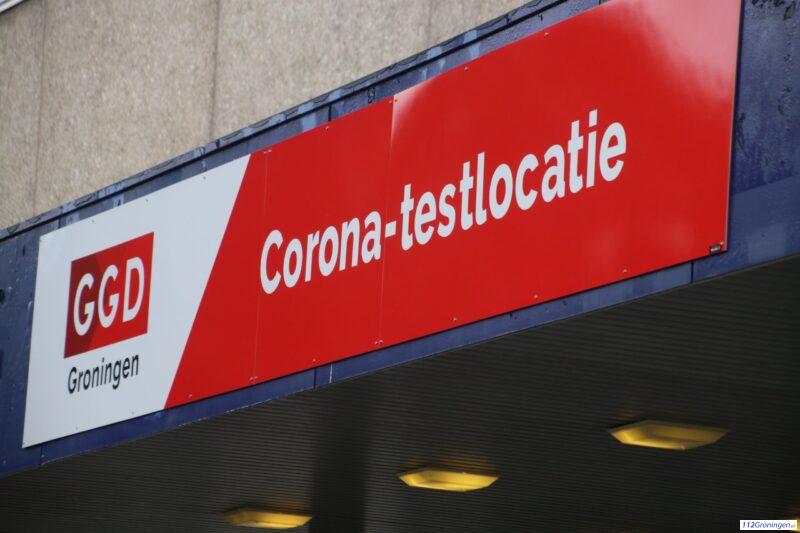 GGD
Groningen
Corona-testlocatie
112Groningen.nl